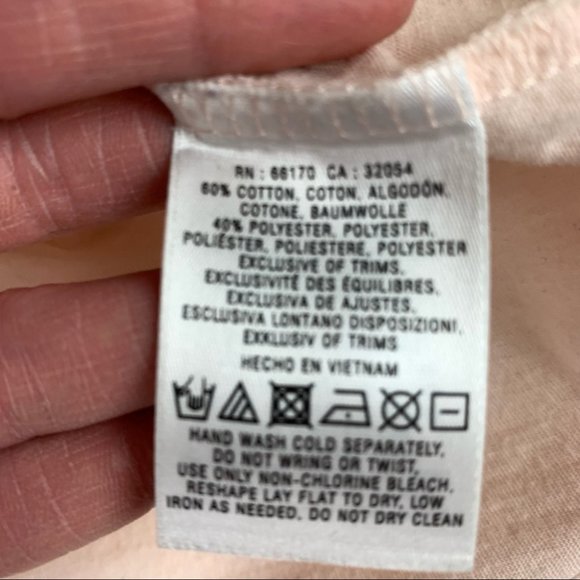 RN : 66170 CA : 32054
60% COTTON, COTON, ALGODÓN,
COTONE, BAUMWOLLE
40% POLYESTER, POLYESTER,
POLIÉSTER, POLIESTERE, POLYESTER
EXCLUSIVE OF TRIMS,
EXCLUSIVITÉ DES ÉQUILIBRES,
EXCLUSIVA DE AJUSTES,
ESCLUSIVA LONTANO DISPOSIZIONI,
EXKLUSIV OF TRIMS
HECHO EN VIETNAM
HAND WASH COLD SEPARATELY,
DO NOT WRING OR TWIST,
USE ONLY NON-CHLORINE BLEACH,
RESHAPE LAY FLAT TO DRY, LOW
IRON AS NEEDED. DO NOT DRY CLEAN